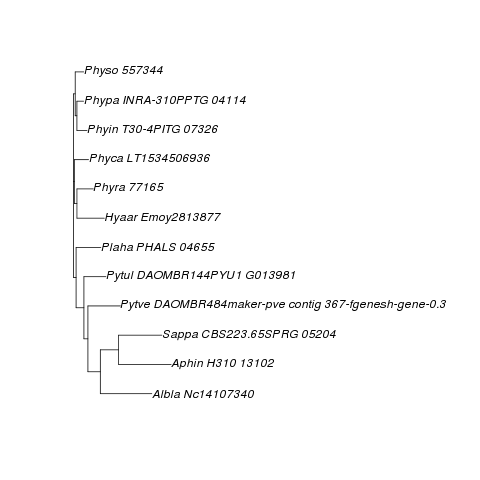 Physo 557344
Phypa INRA-310PPTG 04114
Phyin T30-4PITG 07326
Phyca LT1534506936
Phyra 77165
Hyaar Emoy2813877
Plaha PHALS 04655
Pytul DAOMBR144PYU1 G013981
Pytve DAOMBR484maker-pve contig 367-fgenesh-gene-0.3
Sappa CBS223.65SPRG 05204
Aphin H310 13102
Albla Nc14107340